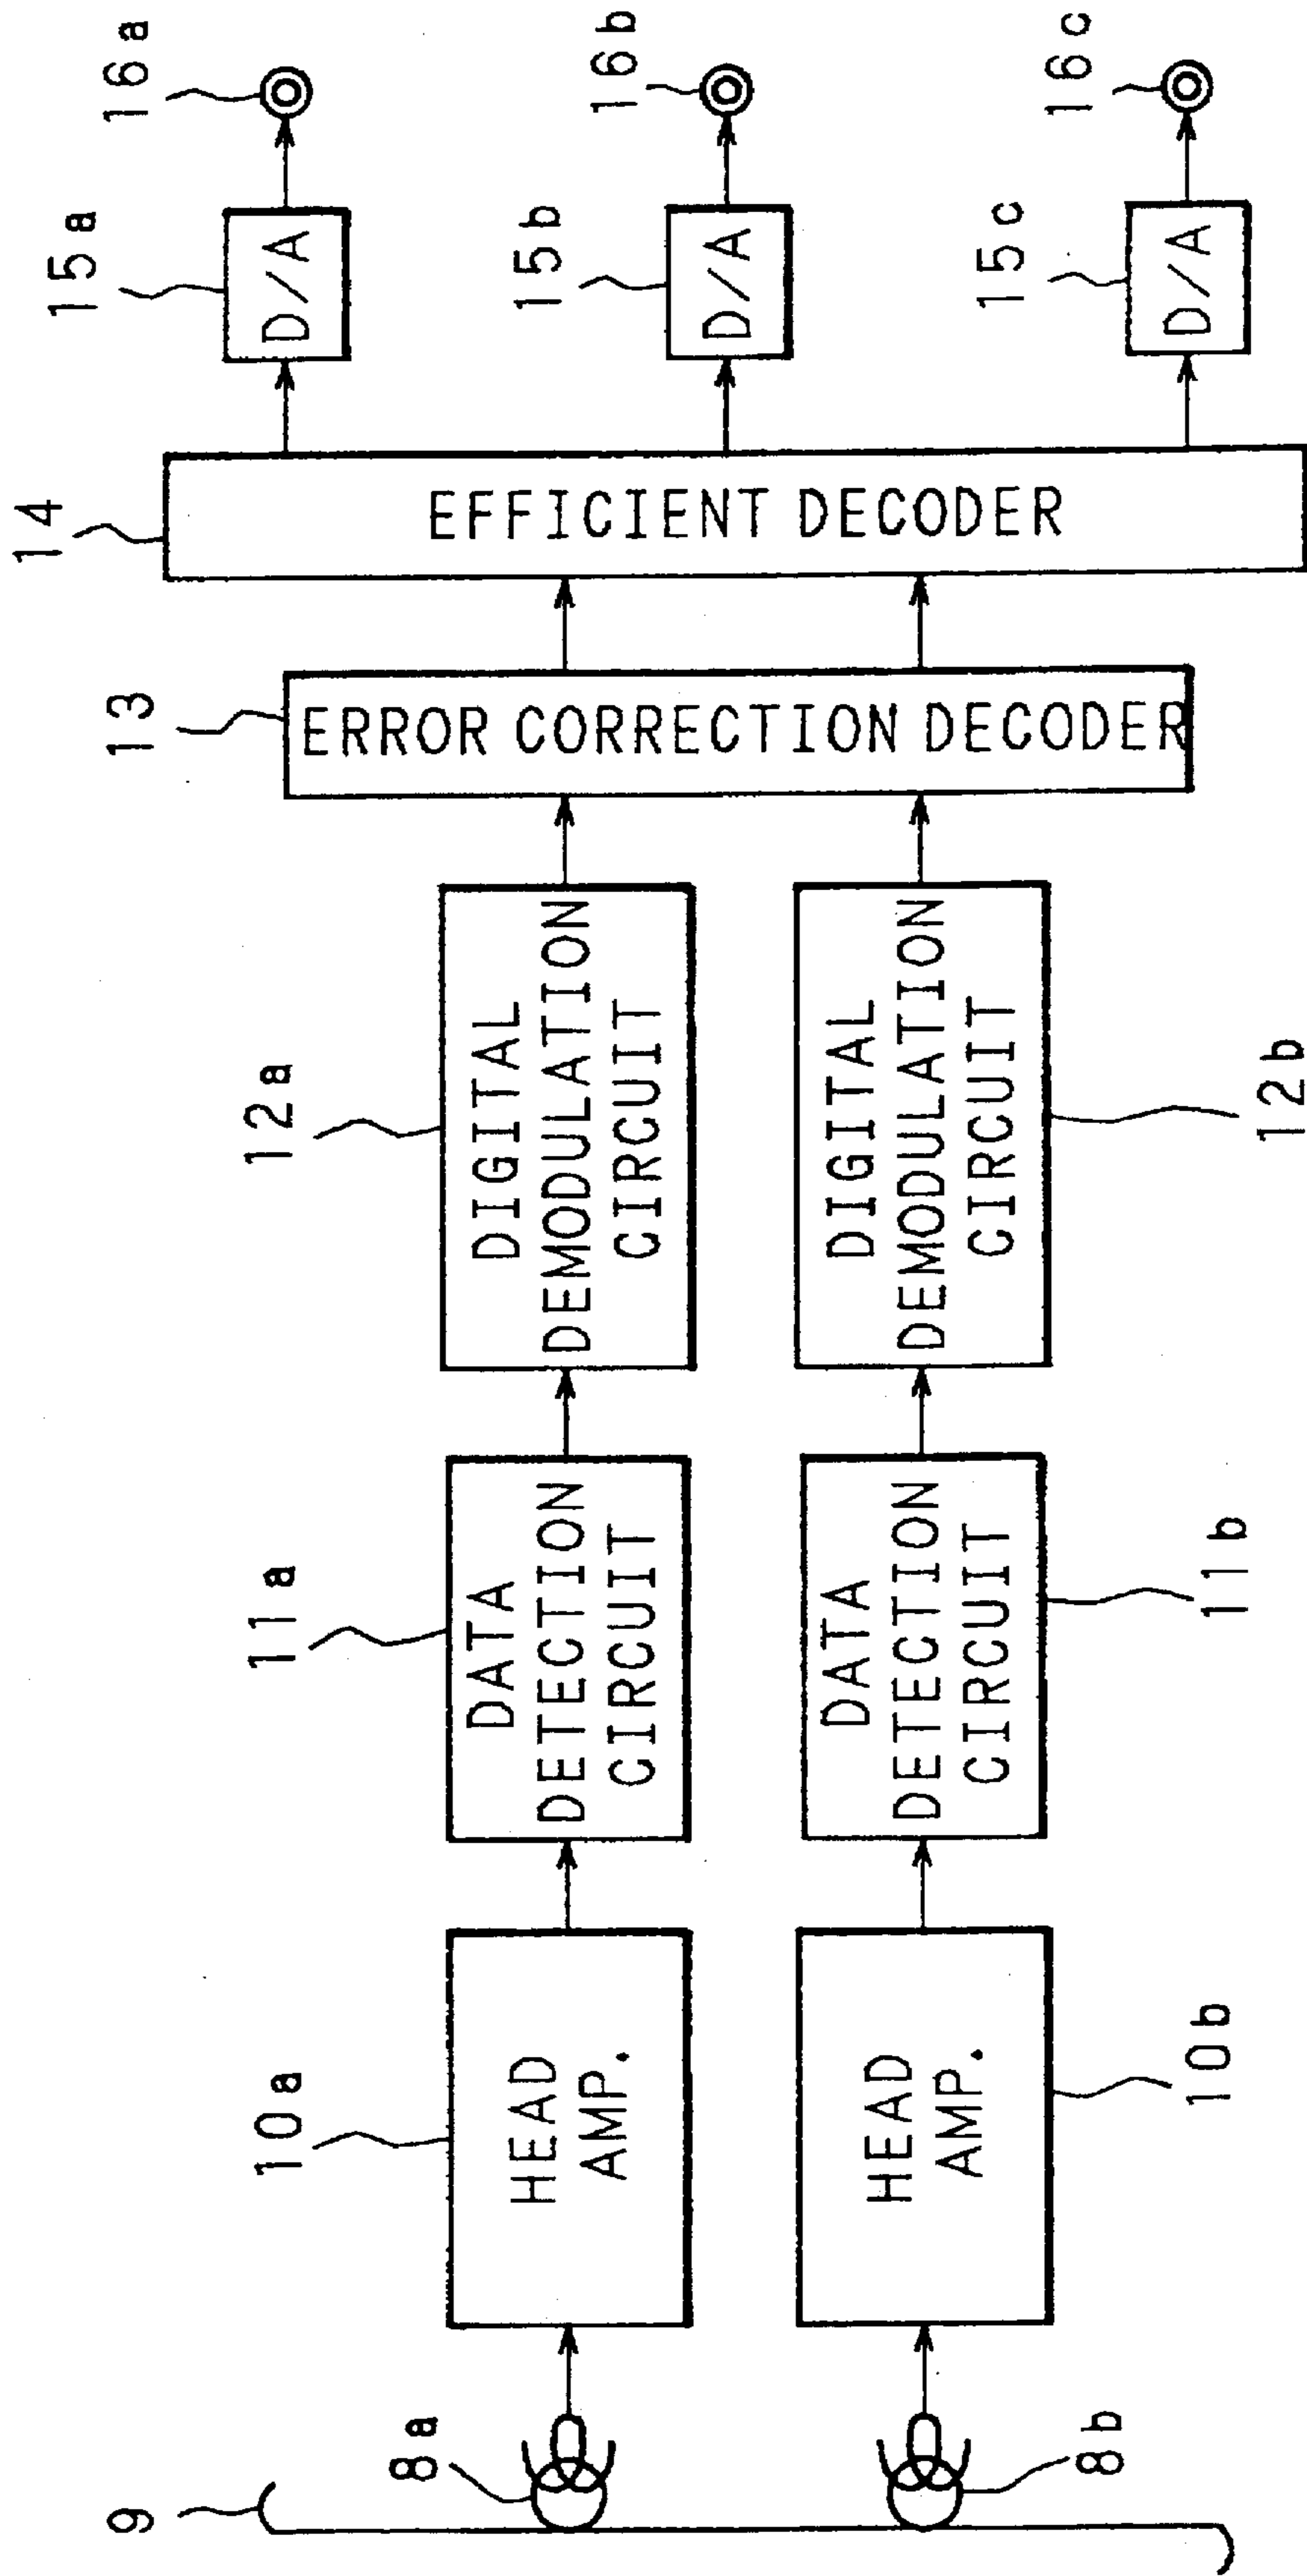 9
8a
8b
10a
HEAD
AMP.
HEAD
AMP.
10b
11a
DATA
DETECTION
CIRCUIT
DATA
DETECTION
CIRCUIT
11b
12a
DIGITAL
DEMODULATION
CIRCUIT
DIGITAL
DEMODULATION
CIRCUIT
12b
13
ERROR CORRECTION DECODER
14
EFFICIENT DECODER
15a
D/A
15b
D/A
15c
D/A
16a
16b
16c